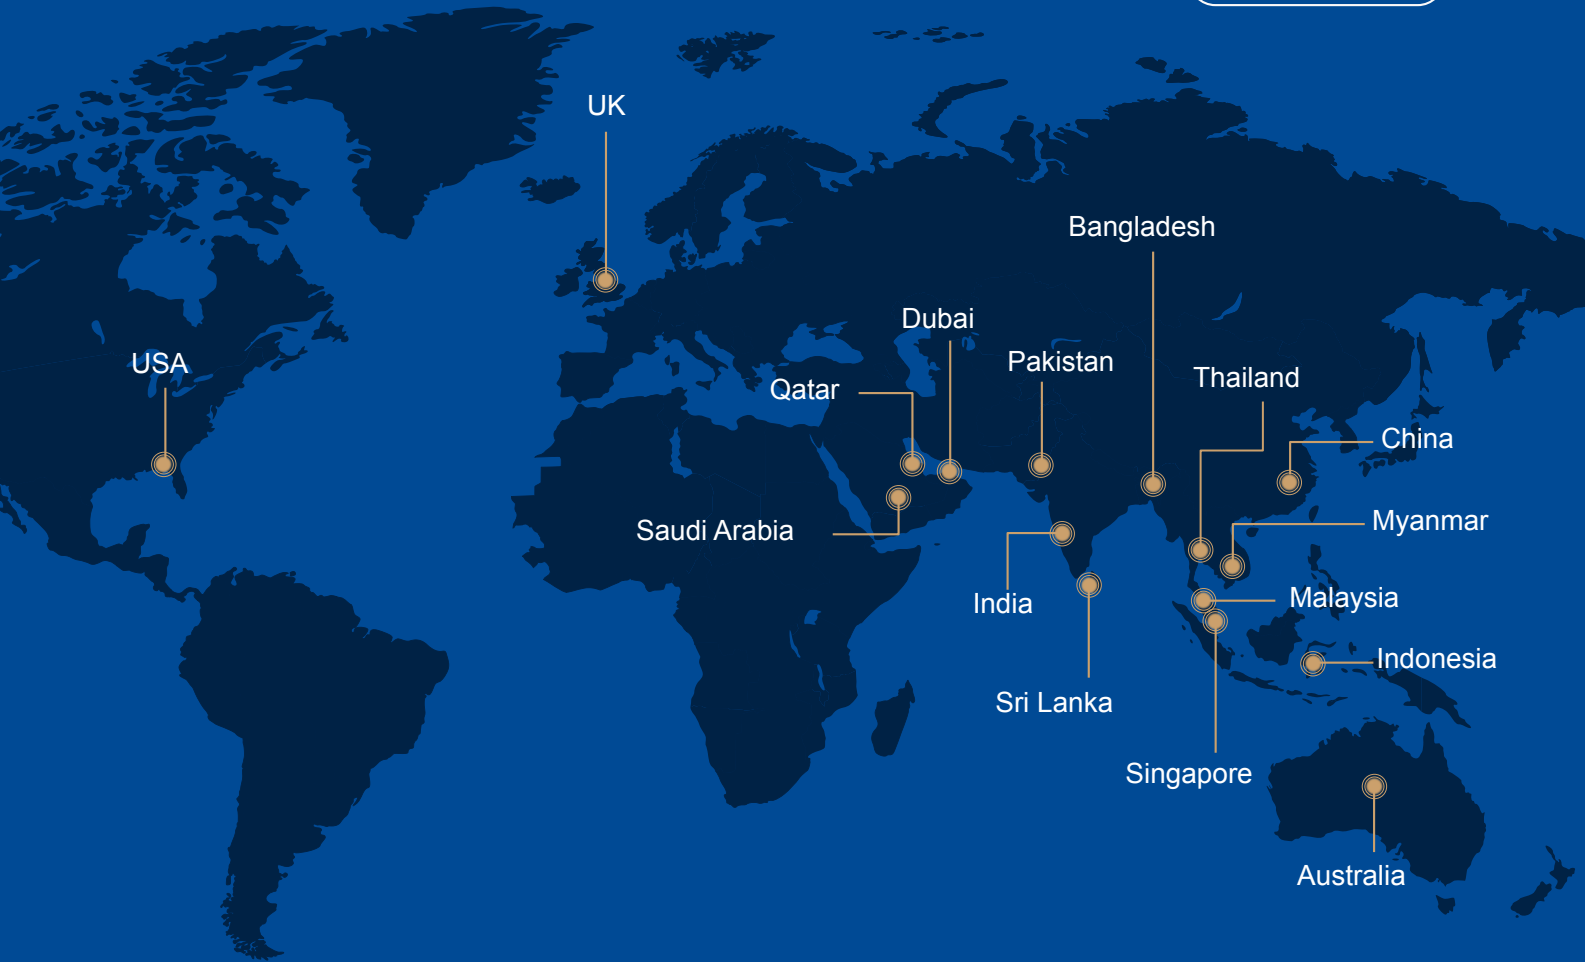 UK
Bangladesh
Dubai
Pakistan
USA
Thailand
Qatar
China
Myanmar
Saudi Arabia
Malaysia
India
Indonesia
Sri Lanka
Singapore
Australia